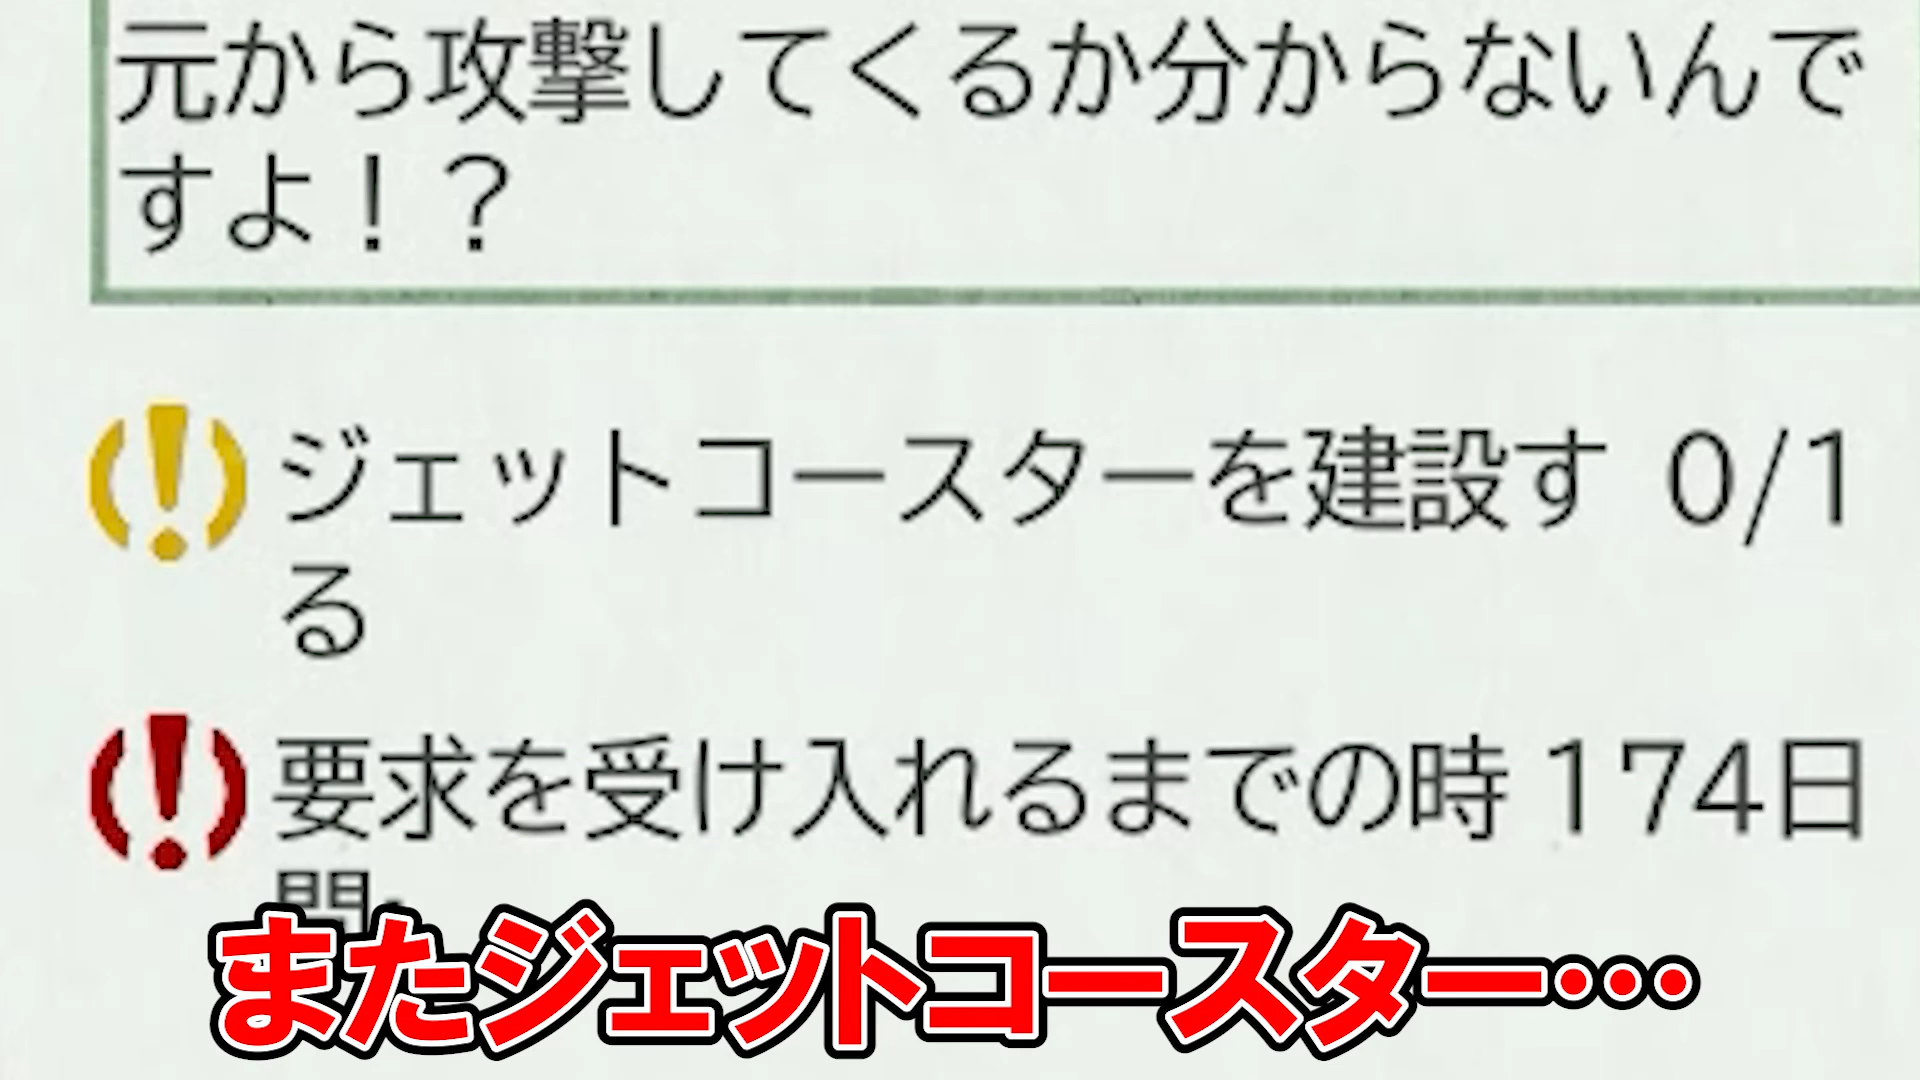 元から攻撃してくるか分からないんで
すよ！？
ジェットコースターを建設す 0/1
る
要求を受け入れるまでの時 174日
間:
またジェットコースター…